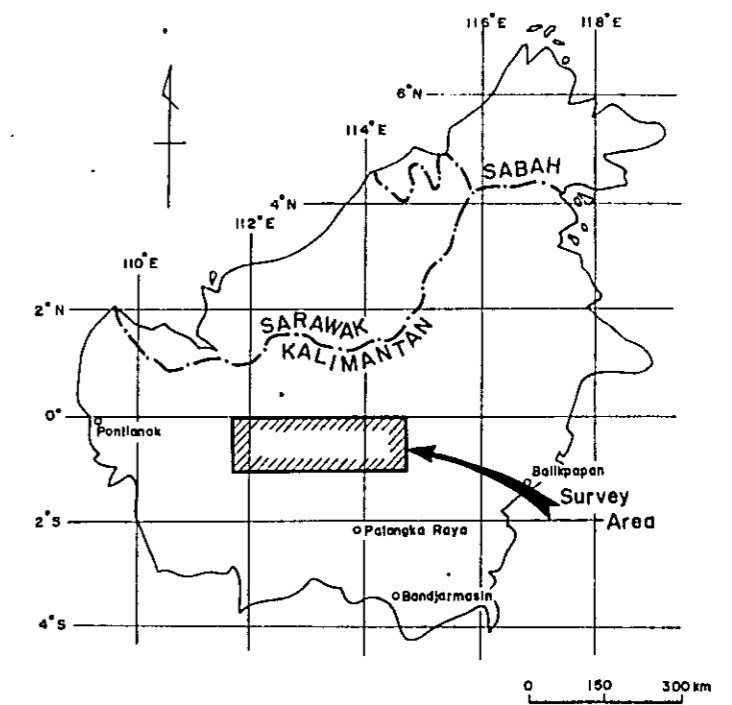 116°E 118°E
6°N
114°E
SABAH
4°N
112°E
110°E
2°N
SARAWAK
KALIMANTAN
0°
Pontianak
Balikpapan
Survey
Area
2°S
Palangka Raya
Bandjarmasin
4°S
0 150 300 km